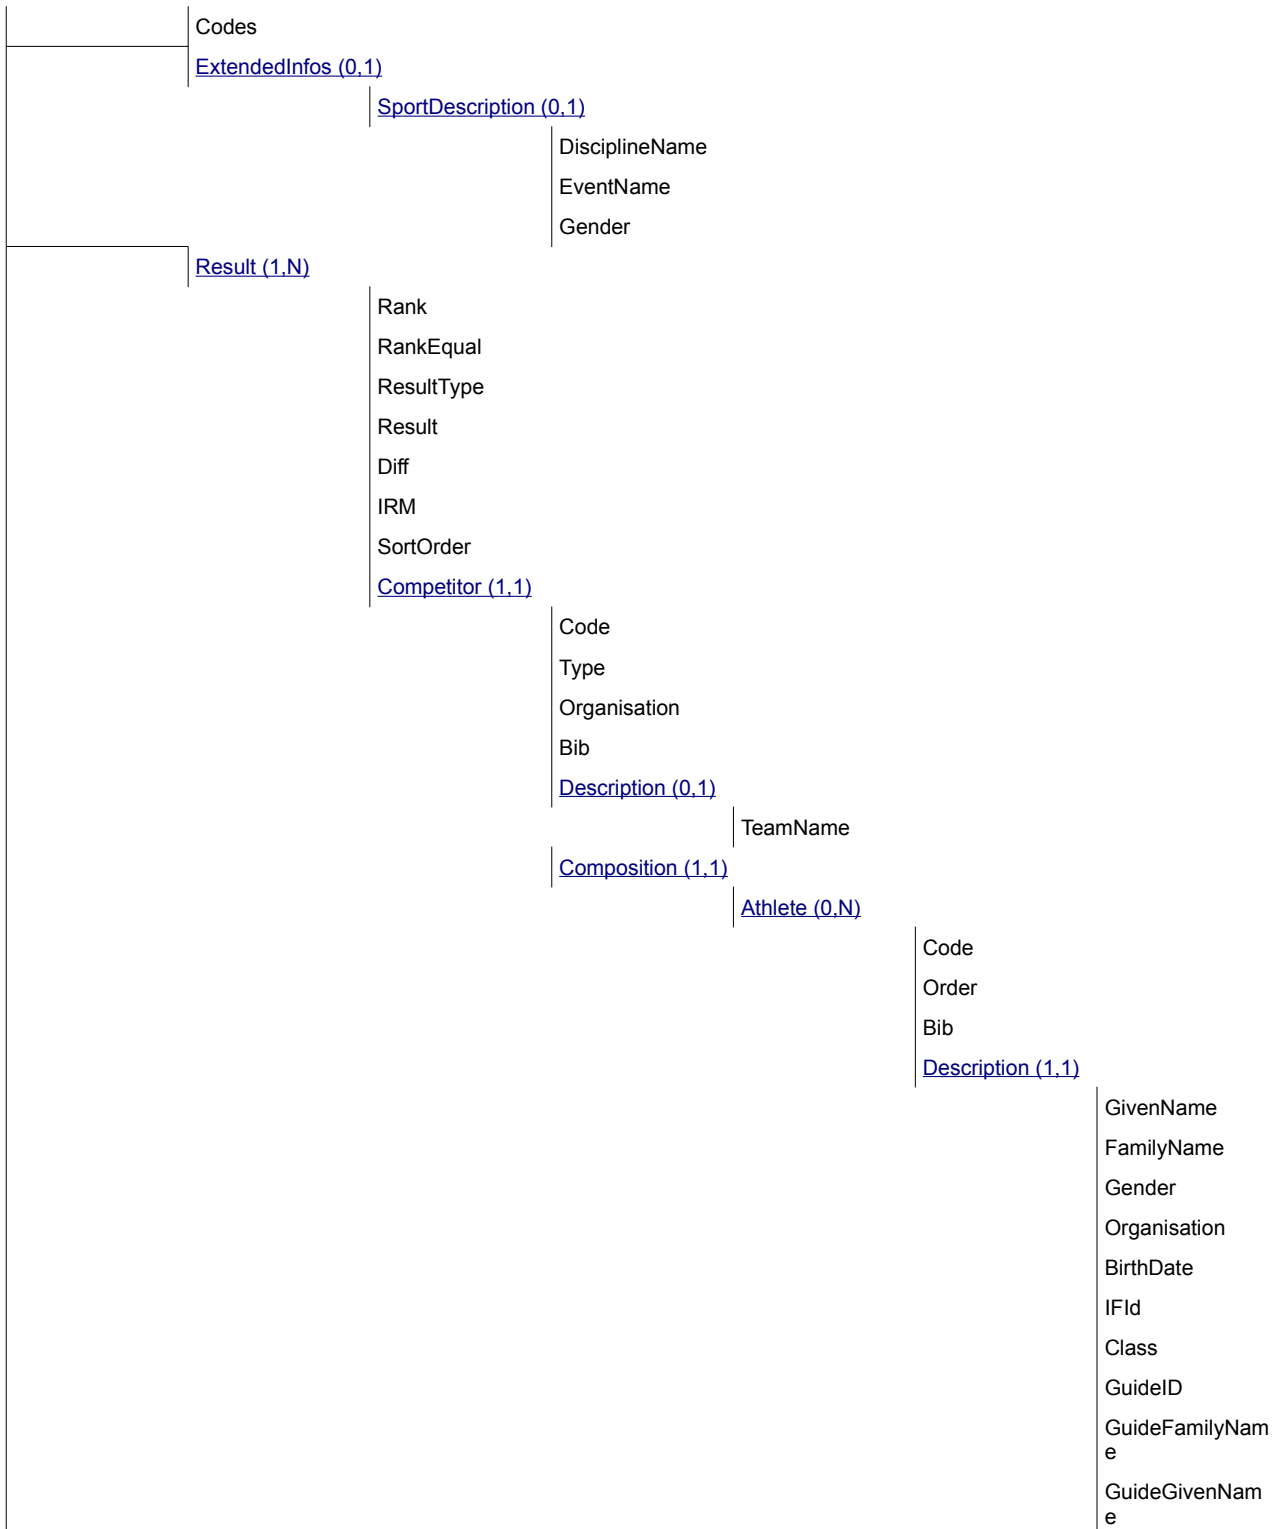 Codes
ExtendedInfos (0,1)
SportDescription (0,1)
DisciplineName
EventName
Gender
Result (1,N)
Rank
RankEqual
ResultType
Result
Diff
IRM
SortOrder
Competitor (1,1)
Code
Type
Organisation
Bib
Description (0,1)
TeamName
Composition (1,1)
Athlete (0,N)
Code
Order
Bib
Description (1,1)
GivenName
FamilyName
Gender
Organisation
BirthDate
IFId
Class
GuideID
GuideFamilyNam
e
GuideGivenNam
e